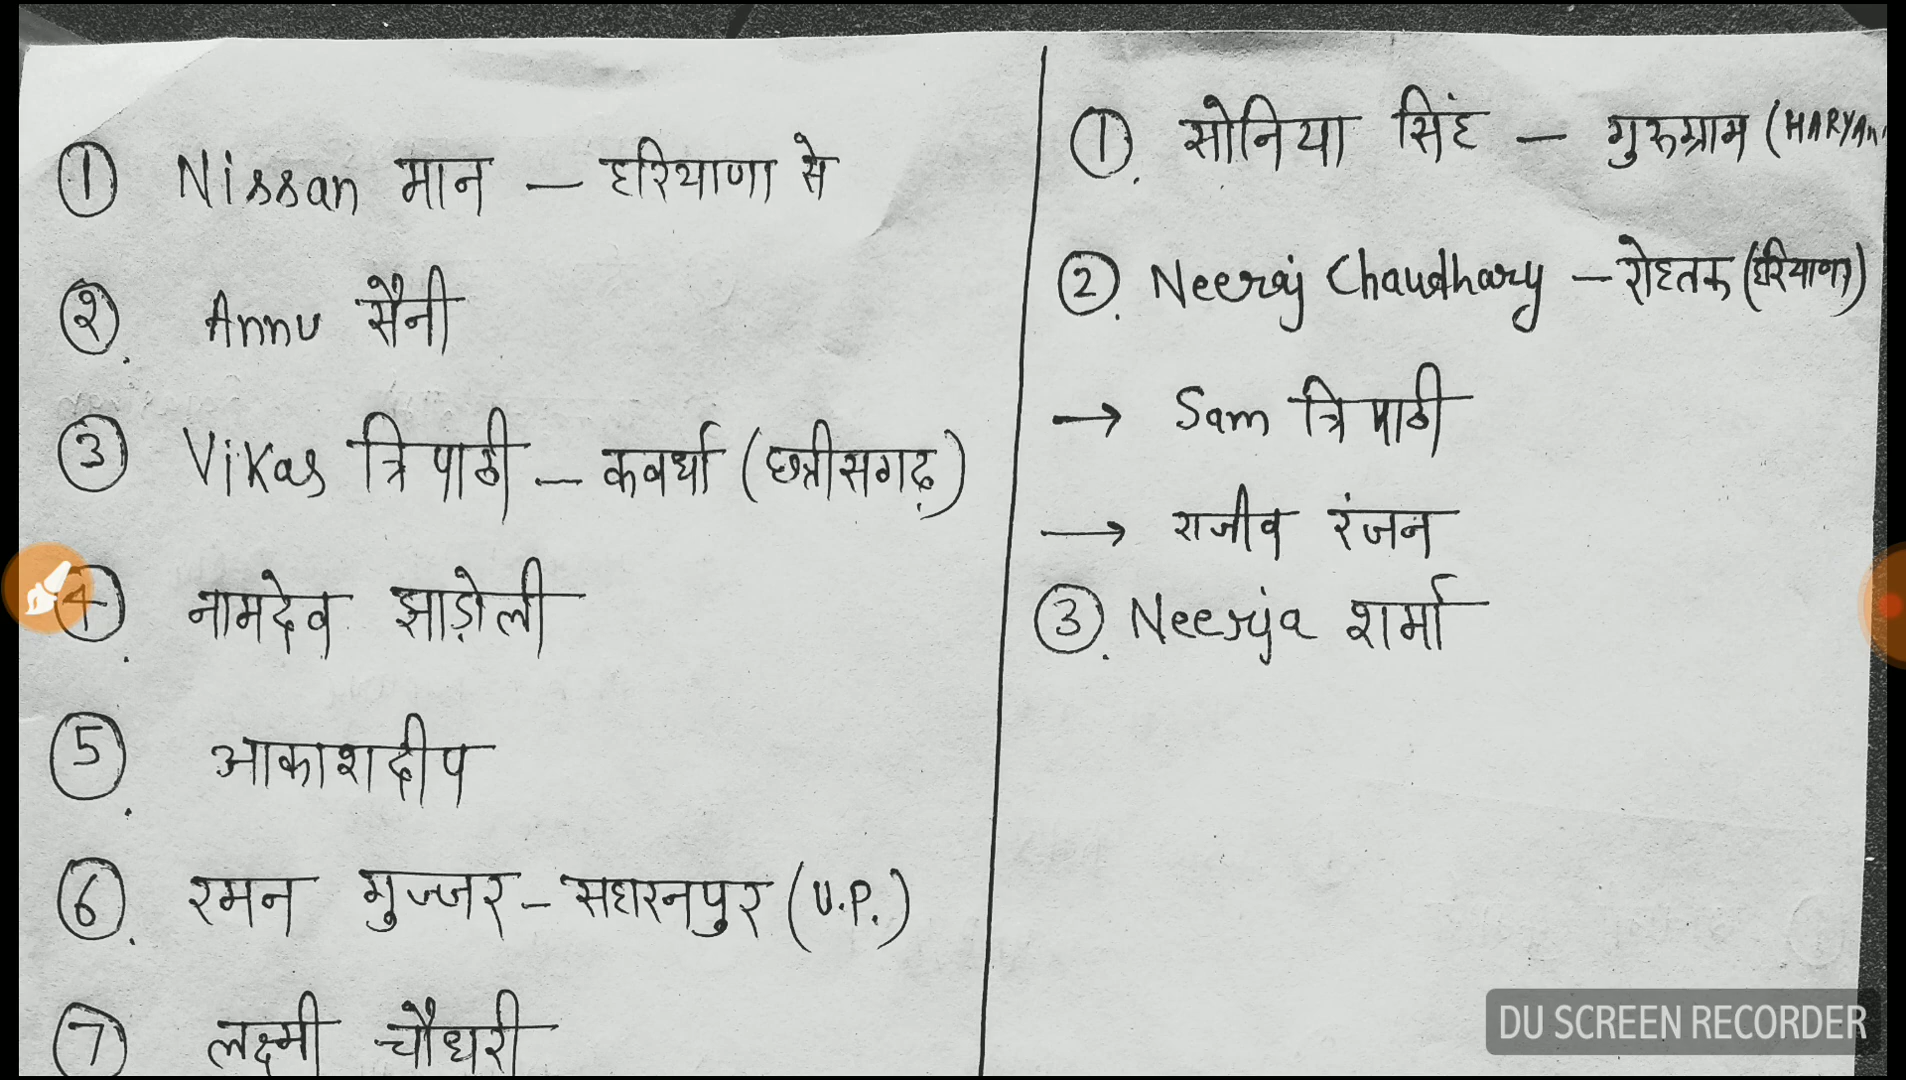 ① Nissan मान – हरियाणा से
② Annu सैनी
③ Vikas त्रिपाठी – कवर्धा (छत्तीसगढ़)
④ नामदेव झाड़ोली
⑤ आकाशदीप
⑥ रमन गुज्जर – सहारनपुर (U.P.)
⑦ लक्ष्मी चौधरी
① सोनिया सिंह – गुरुग्राम (HARYAN
② Neeraj Chaudhary – रोहतक (हरियाणा)
→ Sam त्रिपाठी
→ राजीव रंजन
③ Neerja शर्मा
DU SCREEN RECORDER